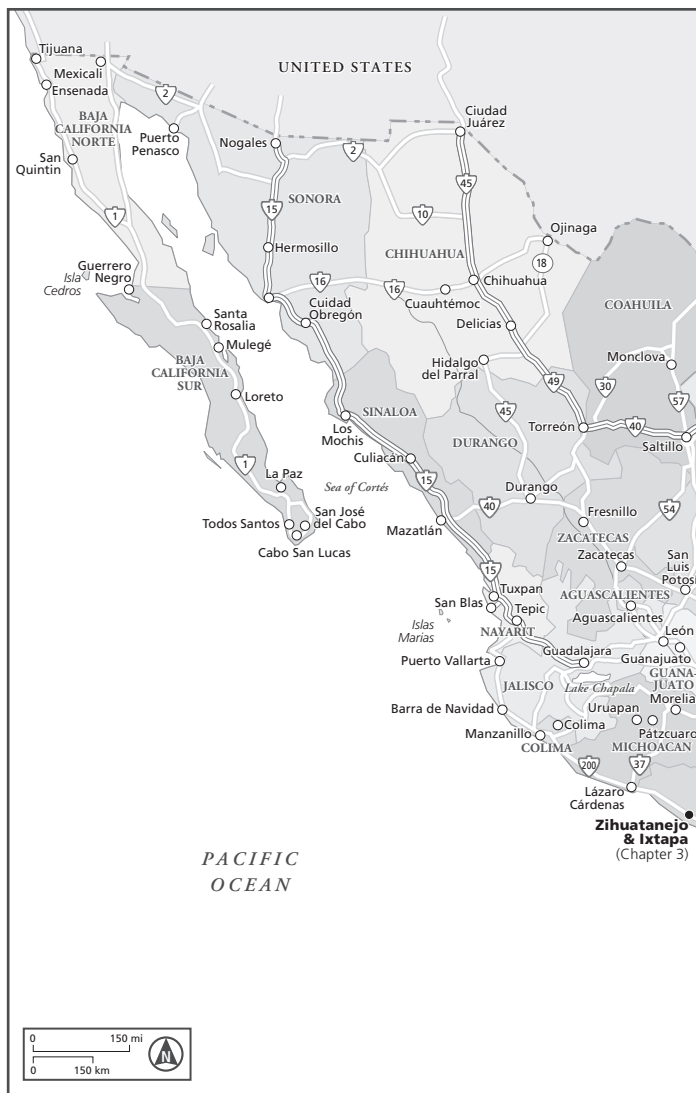 Tijuana
Mexicali
Ensenada
UNITED STATES
2
BAJA
CALIFORNIA
NORTE
Puerto
Penasco
Nogales
2
Ciudad
Juárez
San
Quintin
45
SONORA
15
10
1
Ojinaga
Hermosillo
CHIHUAHUA
18
Guerrero
Negro
Isla
Cedros
16
16
Chihuahua
Cuauhtémoc
COAHUILA
Cuidad
Obregón
Santa
Rosalia
Delicias
Mulegé
BAJA
CALIFORNIA
SUR
Hidalgo
del Parral
Monclova
49
30
57
Loreto
SINALOA
45
Los
Mochis
DURANGO
Torreón
40
Saltillo
Culiacán
1
15
La Paz
Sea of Cortés
Durango
40
54
Todos Santos
San José
del Cabo
Mazatlán
Fresnillo
Cabo San Lucas
ZACATECAS
Zacatecas
San
Luis
Potosí
15
Tuxpan
AGUASCALIENTES
San Blas
Tepic
Aguascalientes
Islas
Marias
NAYARIT
León
Guadalajara
Guanajuato
Puerto Vallarta
GUANA-
JUATO
JALISCO
Lake Chapala
Morelia
Barra de Navidad
Uruapan
Colima
Manzanillo
Pátzcuaro
COLIMA
MICHOACAN
200
37
Lázaro
Cárdenas
Zihuatanejo
& Ixtapa
(Chapter 3)
PACIFIC
OCEAN
0
150 mi
N
0
150 km